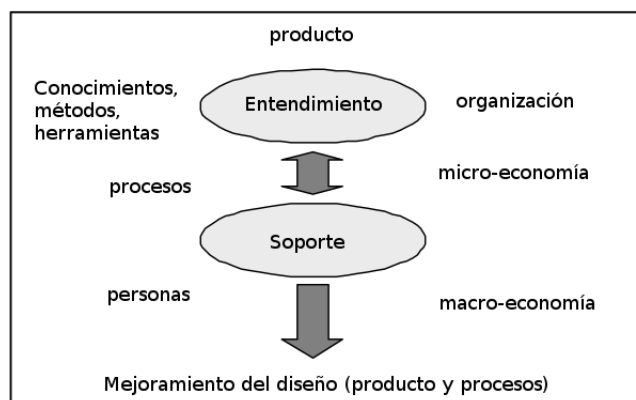 producto
Conocimientos,
métodos,
herramientas
Entendimiento
organización
procesos
micro-economía
Soporte
personas
macro-economía
Mejoramiento del diseño (producto y procesos)